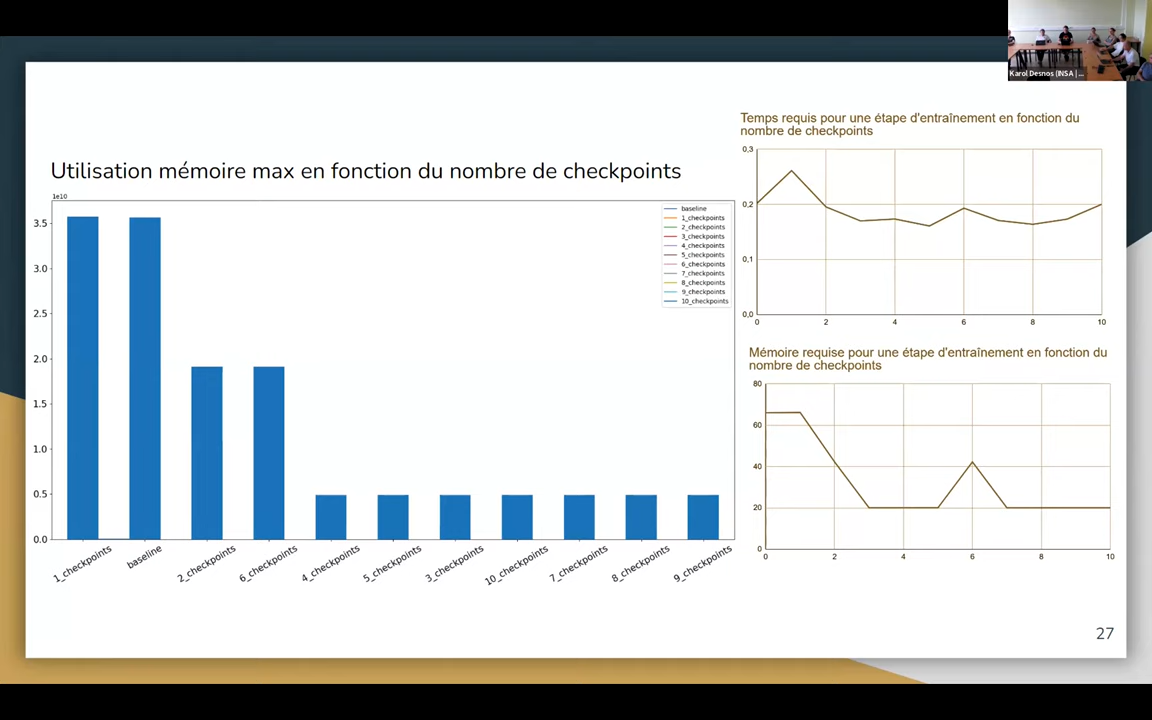 Karol Desnos (INSA | ...
Utilisation mémoire max en fonction du nombre de checkpoints
1e10
3.5
3.0
2.5
2.0
1.5
1.0
0.5
0.0
1_checkpoints
baseline
2_checkpoints
6_checkpoints
4_checkpoints
5_checkpoints
3_checkpoints
10_checkpoints
7_checkpoints
8_checkpoints
9_checkpoints
baseline
1_checkpoints
2_checkpoints
3_checkpoints
4_checkpoints
5_checkpoints
6_checkpoints
7_checkpoints
8_checkpoints
9_checkpoints
10_checkpoints
Temps requis pour une étape d'entraînement en fonction du
nombre de checkpoints
0,3
0,2
0,1
0,0
0 2 4 6 8 10
Mémoire requise pour une étape d'entraînement en fonction du
nombre de checkpoints
80
60
40
20
0
0 2 4 6 8 10
27